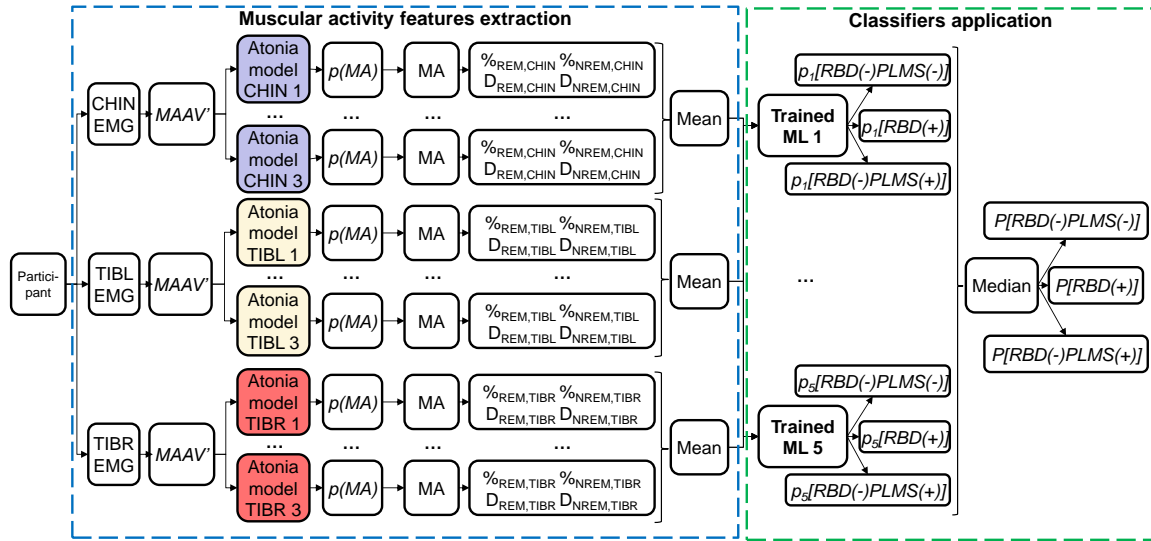 Muscular activity features extraction
Classifiers application
Partici-
pant
CHIN
EMG
MAAV’
Atonia
model
CHIN 1
p(MA)
MA
%REM,CHIN %NREM,CHIN
DREM,CHIN DNREM,CHIN
...
...
...
...
Atonia
model
CHIN 3
p(MA)
MA
%REM,CHIN %NREM,CHIN
DREM,CHIN DNREM,CHIN
Mean
TIBL
EMG
MAAV’
Atonia
model
TIBL 1
p(MA)
MA
%REM,TIBL %NREM,TIBL
DREM,TIBL DNREM,TIBL
...
...
...
...
Atonia
model
TIBL 3
p(MA)
MA
%REM,TIBL %NREM,TIBL
DREM,TIBL DNREM,TIBL
Mean
TIBR
EMG
MAAV’
Atonia
model
TIBR 1
p(MA)
MA
%REM,TIBR %NREM,TIBR
DREM,TIBR DNREM,TIBR
...
...
...
...
Atonia
model
TIBR 3
p(MA)
MA
%REM,TIBR %NREM,TIBR
DREM,TIBR DNREM,TIBR
Mean
Trained
ML 1
p1[RBD(-)PLMS(-)]
p1[RBD(+)]
p1[RBD(-)PLMS(+)]
...
Trained
ML 5
p5[RBD(-)PLMS(-)]
p5[RBD(+)]
p5[RBD(-)PLMS(+)]
Median
P[RBD(-)PLMS(-)]
P[RBD(+)]
P[RBD(-)PLMS(+)]